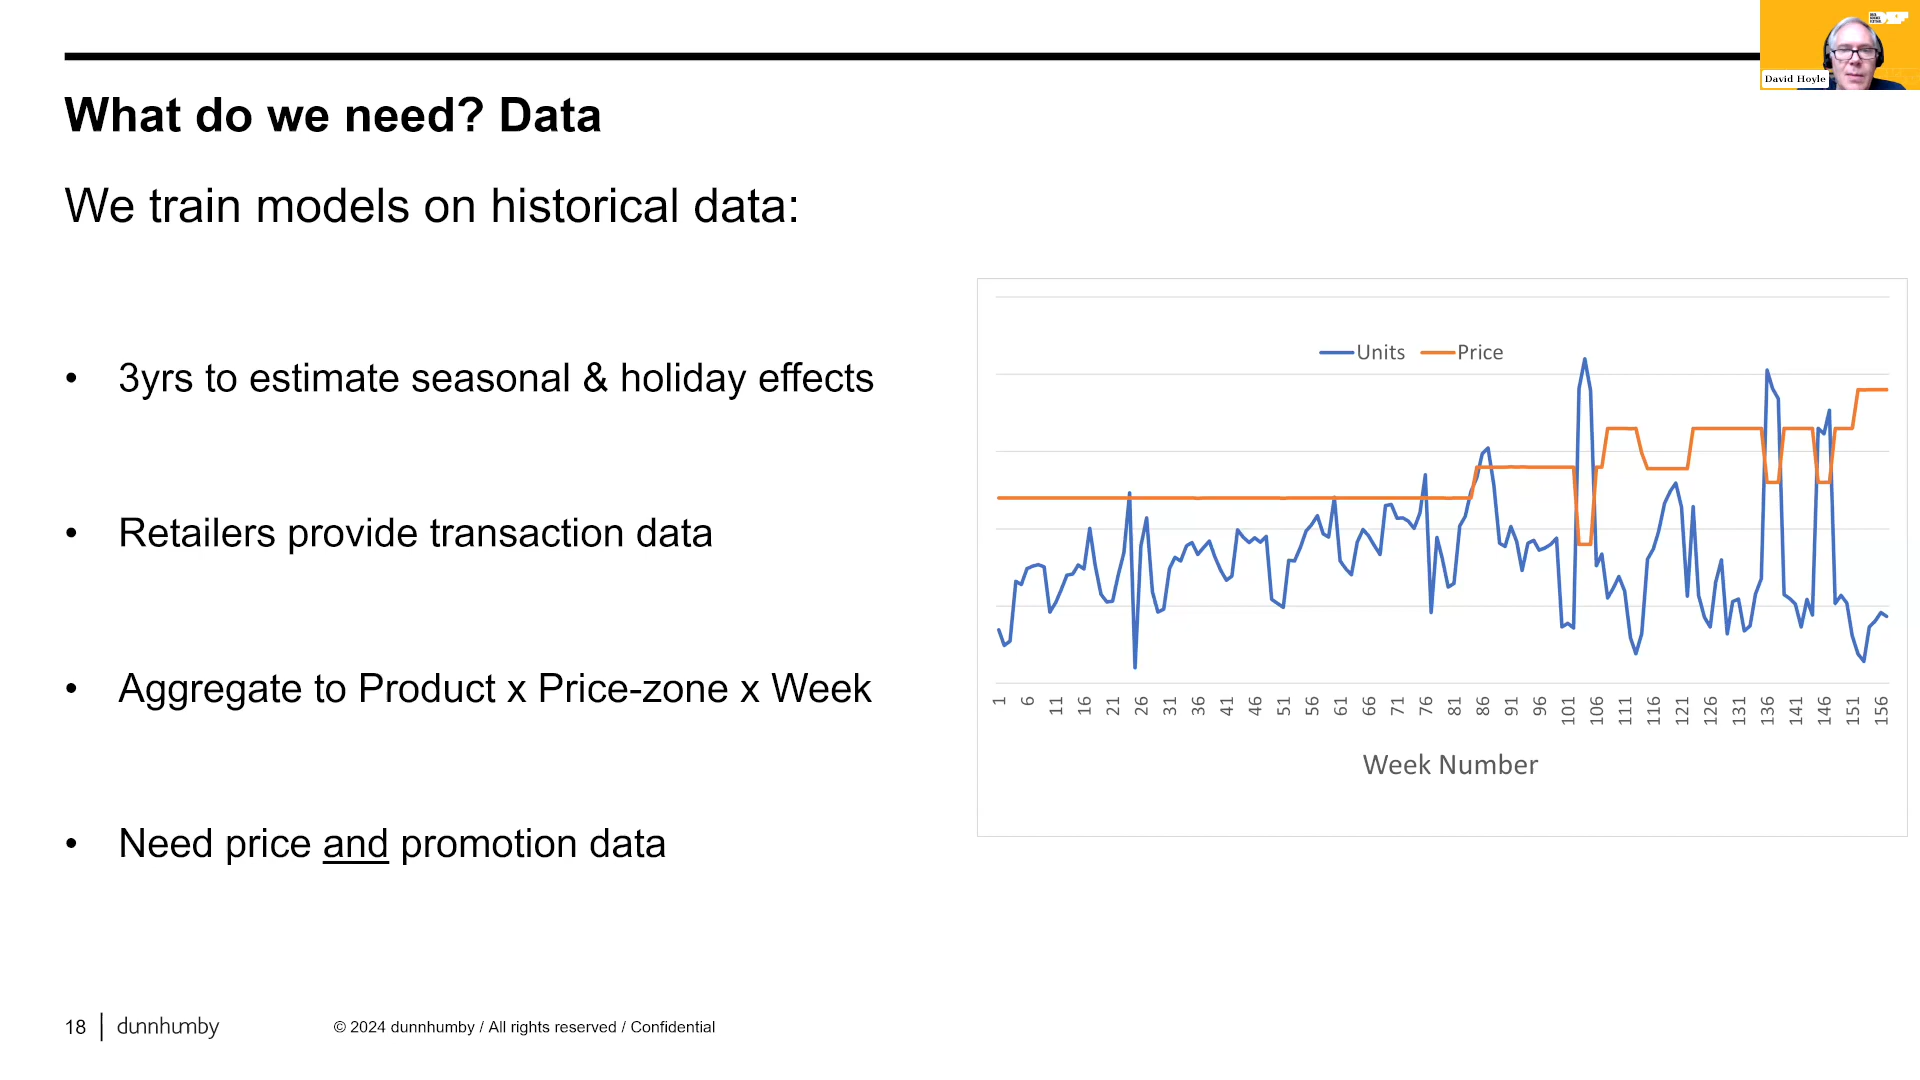 David Hoyle
What do we need? Data
We train models on historical data:
• 3yrs to estimate seasonal & holiday effects
• Retailers provide transaction data
• Aggregate to Product x Price-zone x Week
• Need price and promotion data
Units Price
1 6 11 16 21 26 31 36 41 46 51 56 61 66 71 76 81 86 91 96 101 106 111 116 121 126 131 136 141 146 151 156
Week Number
18 | dunnhumby © 2024 dunnhumby / All rights reserved / Confidential